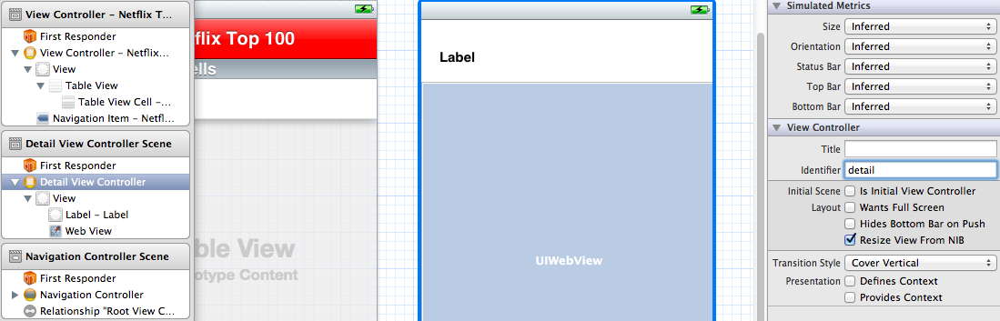 View Controller – Netflix T...
First Responder
View Controller – Netflix...
View
Table View
Table View Cell –...
Navigation Item – Netfl...
Detail View Controller Scene
First Responder
Detail View Controller
View
Label – Label
Web View
Navigation Controller Scene
First Responder
Navigation Controller
Relationship "Root View C...
flix Top 100
ells
ble View
otype Content
Label
UIWebView
Simulated Metrics
Size Inferred
Orientation Inferred
Status Bar Inferred
Top Bar Inferred
Bottom Bar Inferred
View Controller
Title
Identifier detail
Initial Scene Is Initial View Controller
Layout Wants Full Screen
Hides Bottom Bar on Push
Resize View From NIB
Transition Style Cover Vertical
Presentation Defines Context
Provides Context